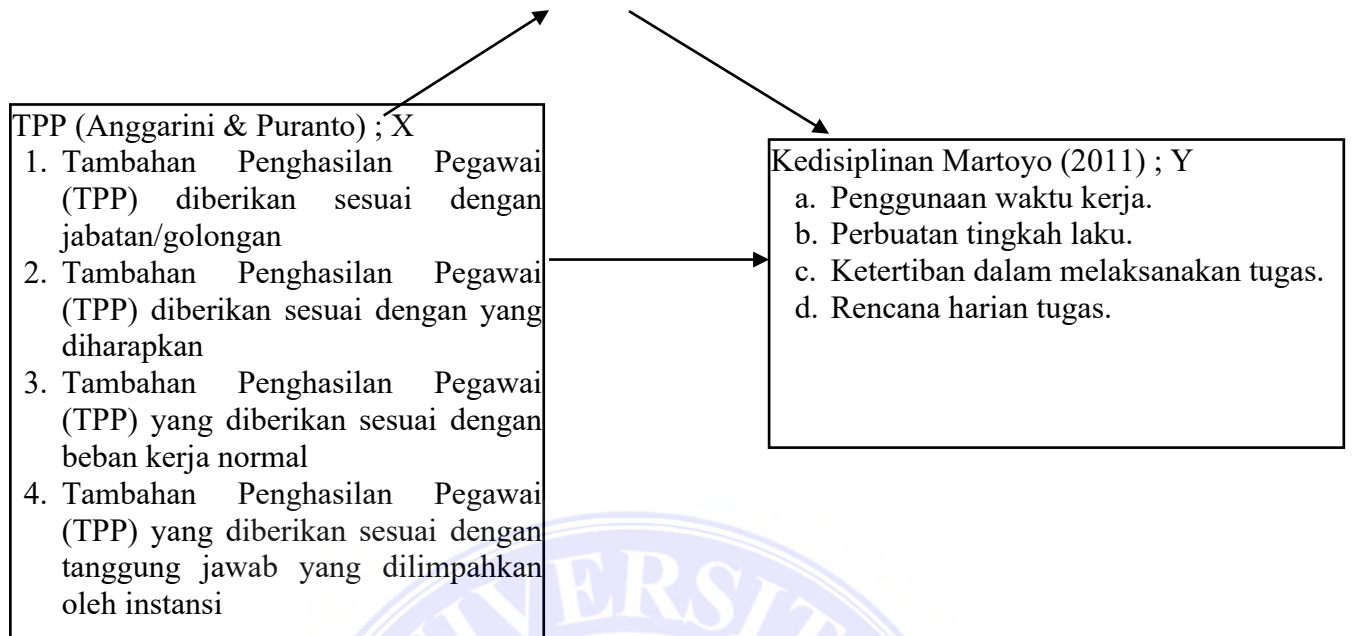 TPP (Anggarini & Puranto) ; X
1. Tambahan Penghasilan Pegawai
(TPP) diberikan sesuai dengan
jabatan/golongan
2. Tambahan Penghasilan Pegawai
(TPP) diberikan sesuai dengan yang
diharapkan
3. Tambahan Penghasilan Pegawai
(TPP) yang diberikan sesuai dengan
beban kerja normal
4. Tambahan Penghasilan Pegawai
(TPP) yang diberikan sesuai dengan
tanggung jawab yang dilimpahkan
oleh instansi
Kedisiplinan Martoyo (2011) ; Y
a. Penggunaan waktu kerja.
b. Perbuatan tingkah laku.
c. Ketertiban dalam melaksanakan tugas.
d. Rencana harian tugas.